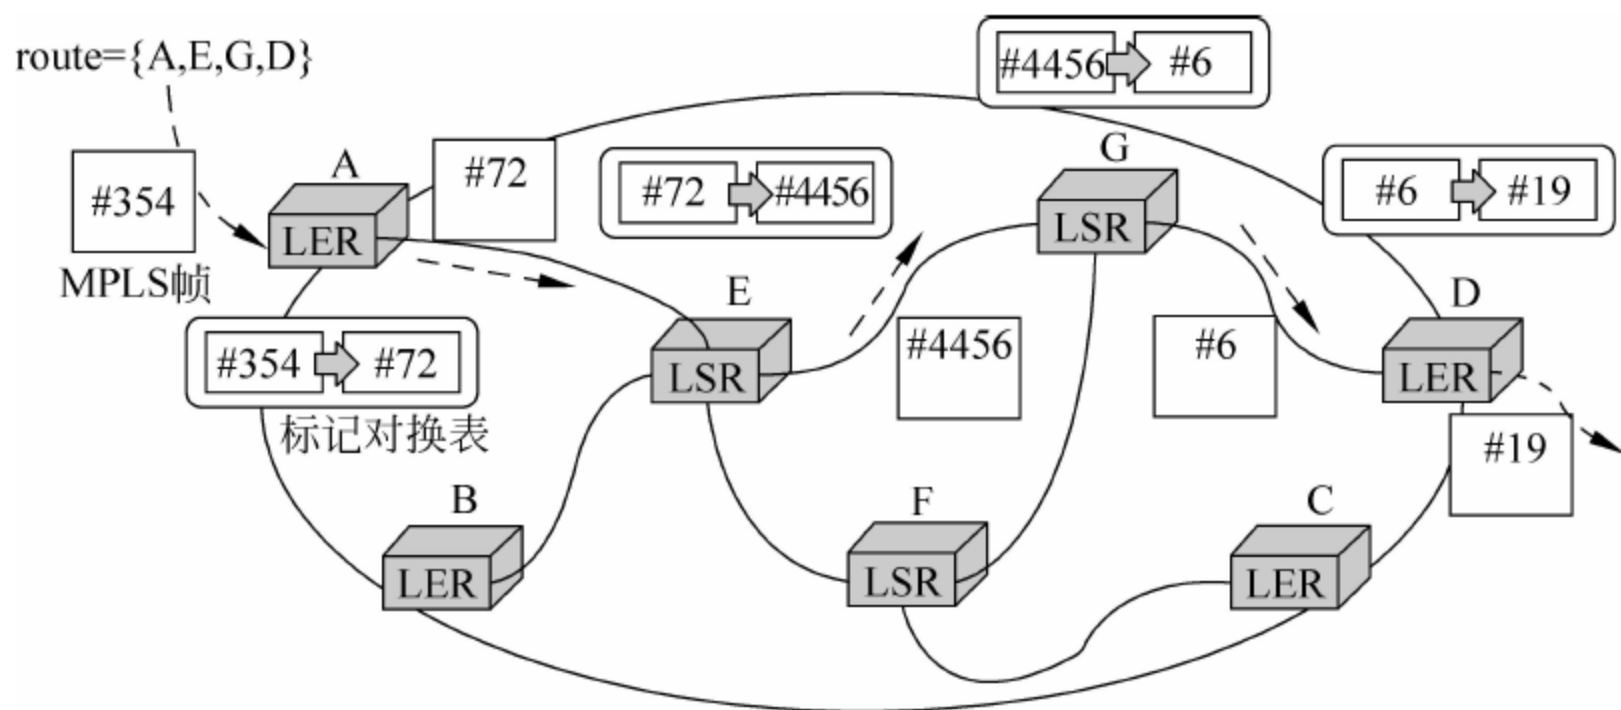 route={A,E,G,D}
#4456 #6
#354
MPLS帧
A
LER
#72
#72 #4456
G
LSR
#6 #19
#354 #72
标记对换表
E
LSR
#4456
#6
D
LER
#19
B
LER
F
LSR
C
LER